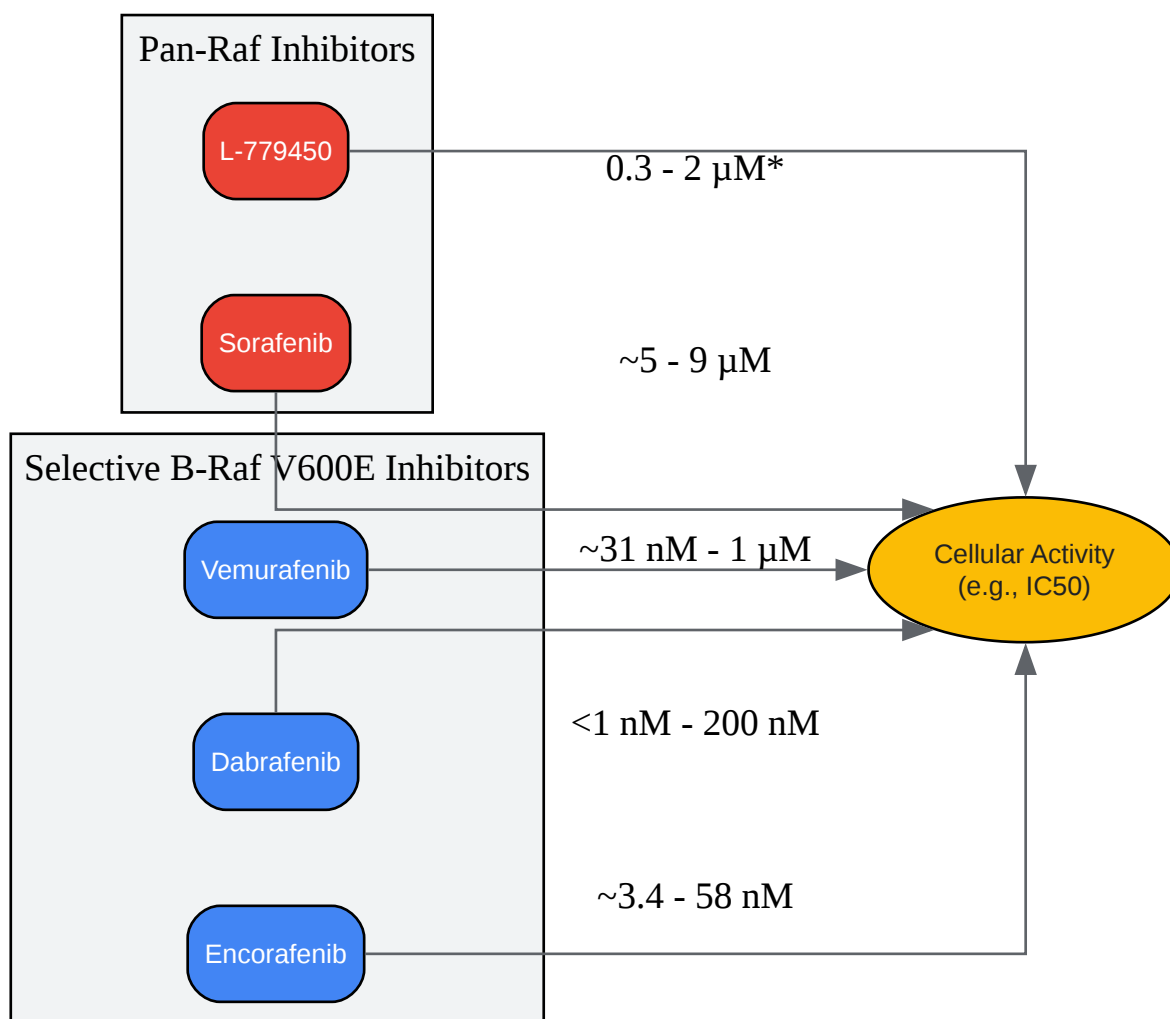 Pan-Raf Inhibitors
L-779450
0.3 - 2 µM*
Sorafenib
~5 - 9 µM
Selective B-Raf V600E Inhibitors
Vemurafenib
~31 nM - 1 µM
Cellular Activity
(e.g., IC50)
Dabrafenib
<1 nM - 200 nM
Encorafenib
~3.4 - 58 nM